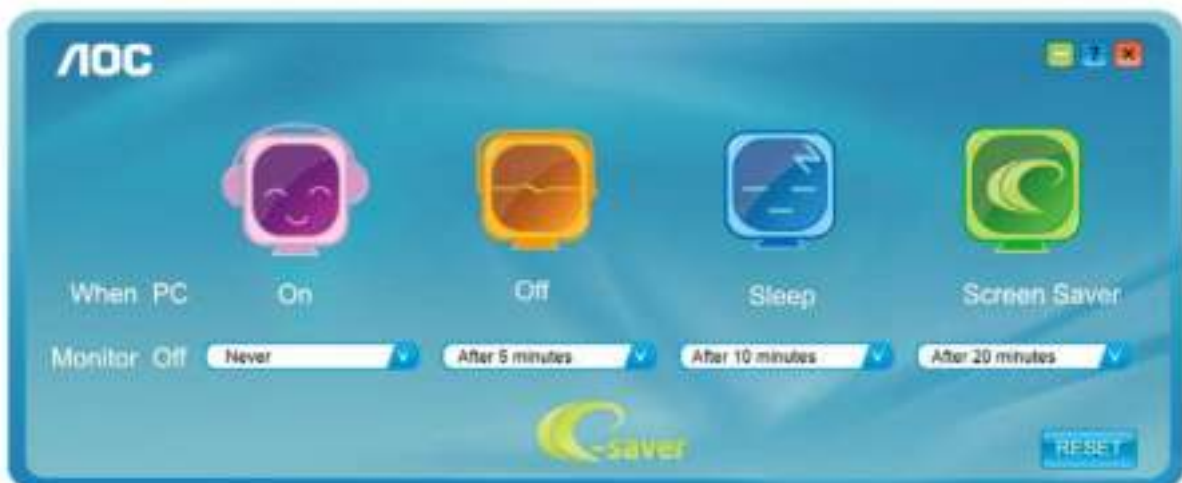 AOC
?
When PC On Off Sleep Screen Saver
Monitor Off Never After 5 minutes After 10 minutes After 20 minutes
e-saver
RESET